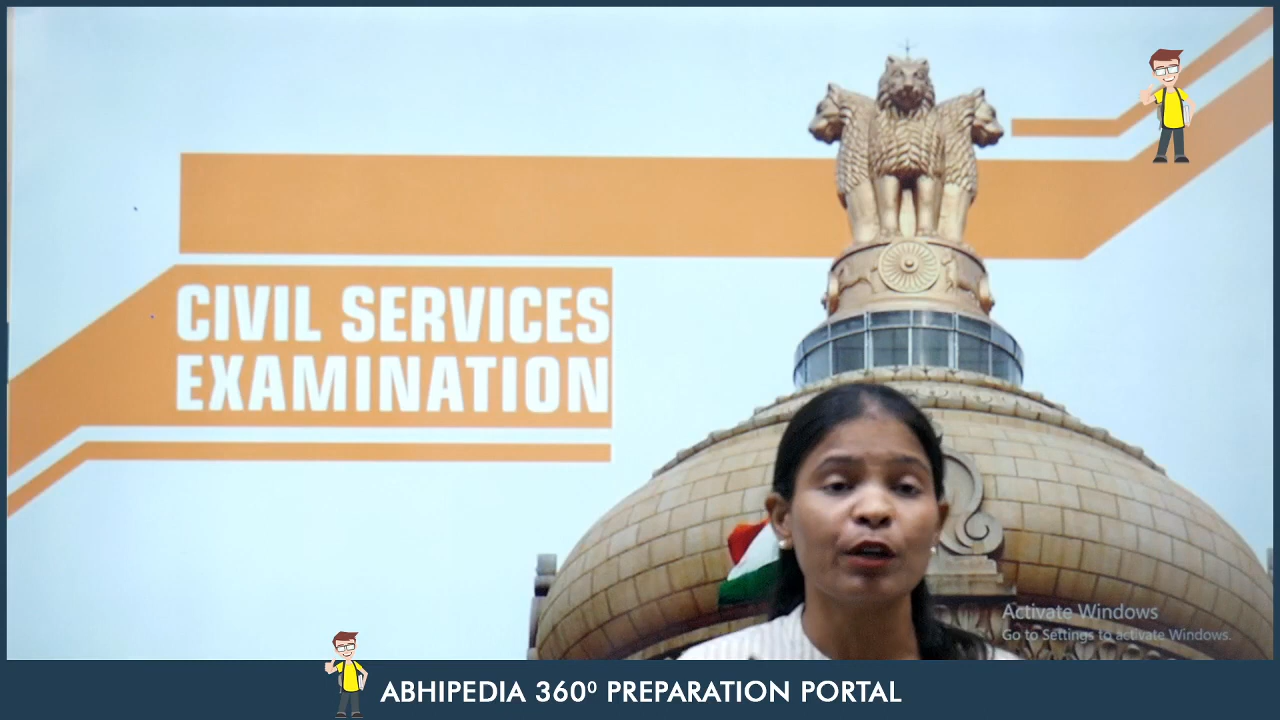 CIVIL SERVICES
EXAMINATION
Activate Windows
Go to Settings to activate Windows.
ABHIPEDIA 360⁰ PREPARATION PORTAL